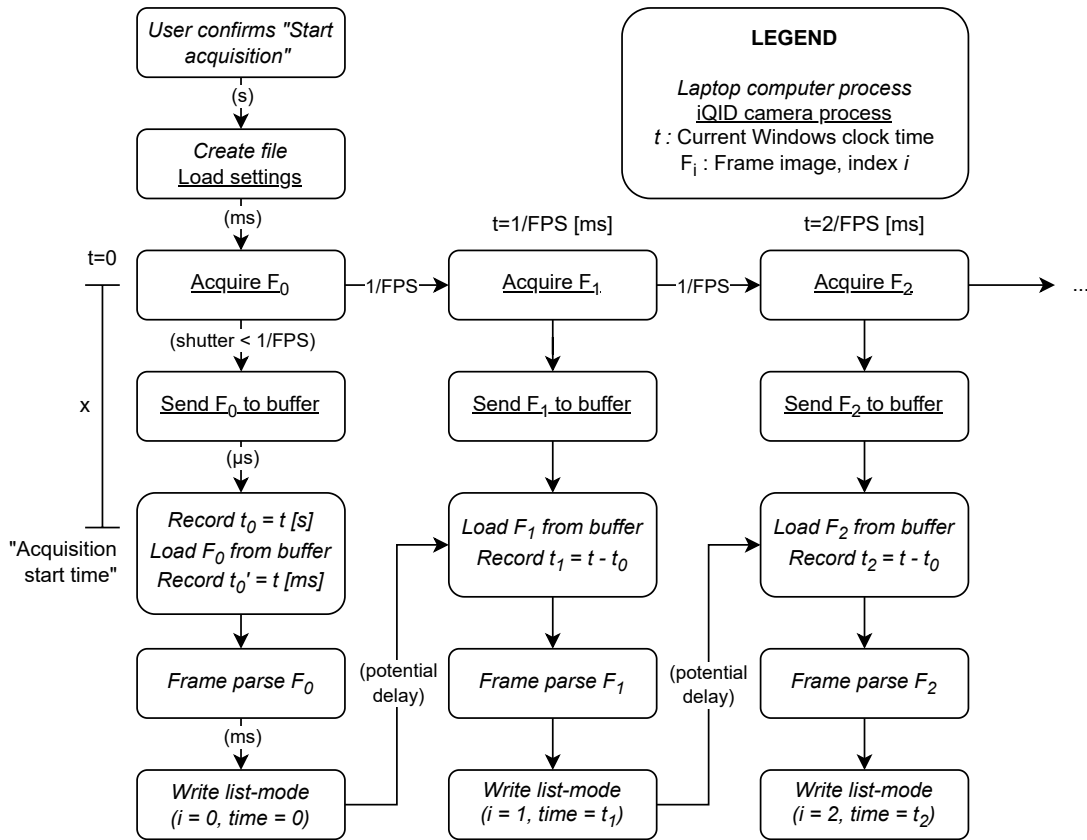 User confirms "Start
acquisition"
(s)
Create file
Load settings
(ms)
LEGEND
Laptop computer process
iQID camera process
t : Current Windows clock time
Fi : Frame image, index i
t=0
t=1/FPS [ms]
t=2/FPS [ms]
Acquire F0
1/FPS
Acquire F1
1/FPS
Acquire F2
...
(shutter < 1/FPS)
x
Send F0 to buffer
Send F1 to buffer
Send F2 to buffer
(µs)
"Acquisition
start time"
Record t0 = t [s]
Load F0 from buffer
Record t0' = t [ms]
Load F1 from buffer
Record t1 = t - t0
Load F2 from buffer
Record t2 = t - t0
Frame parse F0
(potential
delay)
Frame parse F1
(potential
delay)
Frame parse F2
(ms)
Write list-mode
(i = 0, time = 0)
Write list-mode
(i = 1, time = t1)
Write list-mode
(i = 2, time = t2)